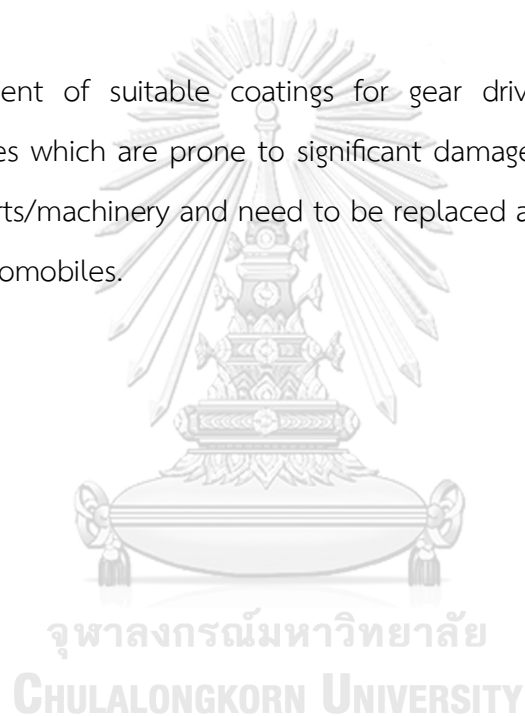 ent of suitable coatings for gear driv
es which are prone to significant damage
rts/machinery and need to be replaced a
omobiles.
จุฬาลงกรณ์มหาวิทยาลัย
CHULALONGKORN UNIVERSITY